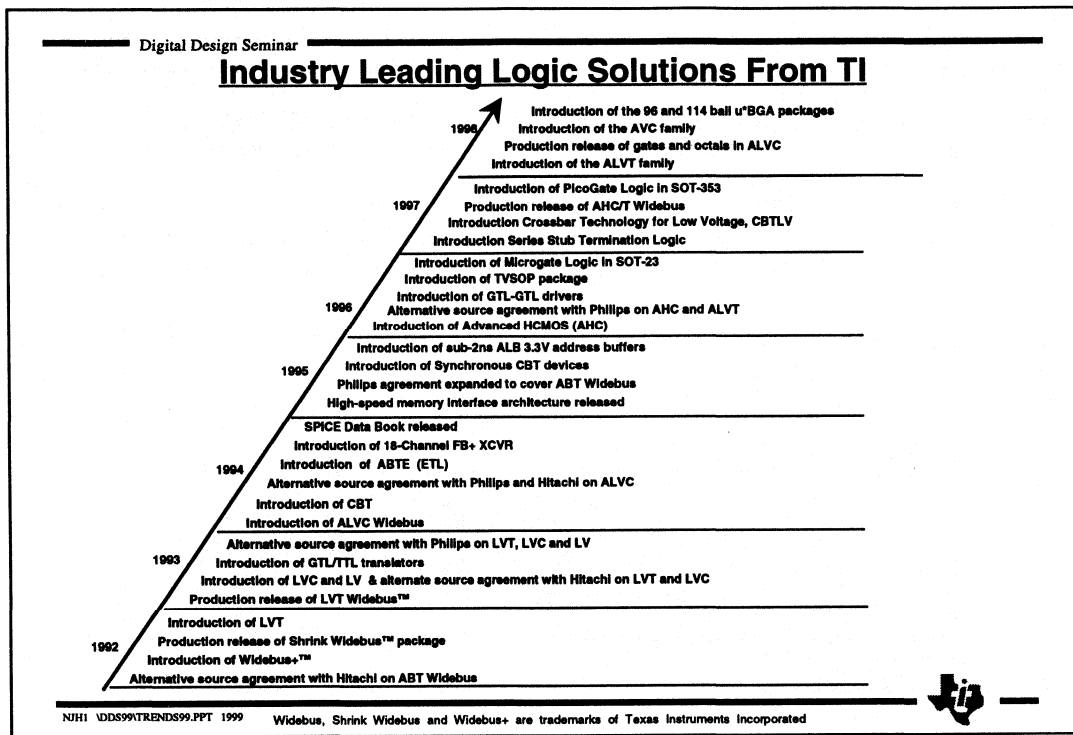 Digital Design Seminar
Industry Leading Logic Solutions From TI
Introduction of the 96 and 114 ball u*BGA packages
1998
Introduction of the AVC family
Production release of gates and octals in ALVC
Introduction of the ALVT family
Introduction of PicoGate Logic in SOT-353
1997
Production release of AHC/T Widebus
Introduction Crossbar Technology for Low Voltage, CBTLV
Introduction Series Stub Termination Logic
Introduction of Microgate Logic in SOT-23
Introduction of TVSOP package
Introduction of GTL-GTL drivers
1996
Alternative source agreement with Philips on AHC and ALVT
Introduction of Advanced HCMOS (AHC)
Introduction of sub-2ns ALB 3.3V address buffers
Introduction of Synchronous CBT devices
1995
Philips agreement expanded to cover ABT Widebus
High-speed memory interface architecture released
SPICE Data Book released
Introduction of 18-Channel FB+ XCVR
Introduction of ABTE (ETL)
1994
Alternative source agreement with Philips and Hitachi on ALVC
Introduction of CBT
Introduction of ALVC Widebus
Alternative source agreement with Philips on LVT, LVC and LV
1993
Introduction of GTL/TTL translators
Introduction of LVC and LV & alternate source agreement with Hitachi on LVT and LVC
Production release of LVT Widebus™
Introduction of LVT
1992
Production release of Shrink Widebus™ package
Introduction of Widebus+™
Alternative source agreement with Hitachi on ABT Widebus
NJH1 \DDS99\TRENDS99.PPT 1999
Widebus, Shrink Widebus and Widebus+ are trademarks of Texas Instruments Incorporated